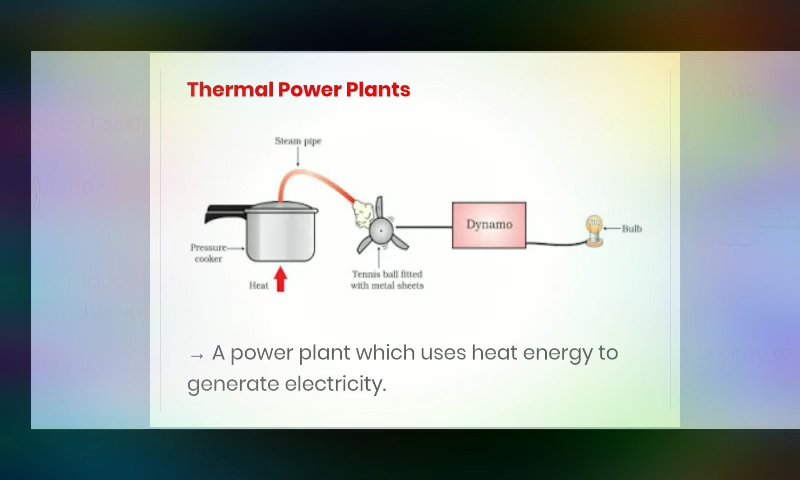 Thermal Power Plants
Steam pipe
Dynamo
Bulb
Pressure
cooker
Heat
Tennis ball fitted
with metal sheets
→ A power plant which uses heat energy to
generate electricity.